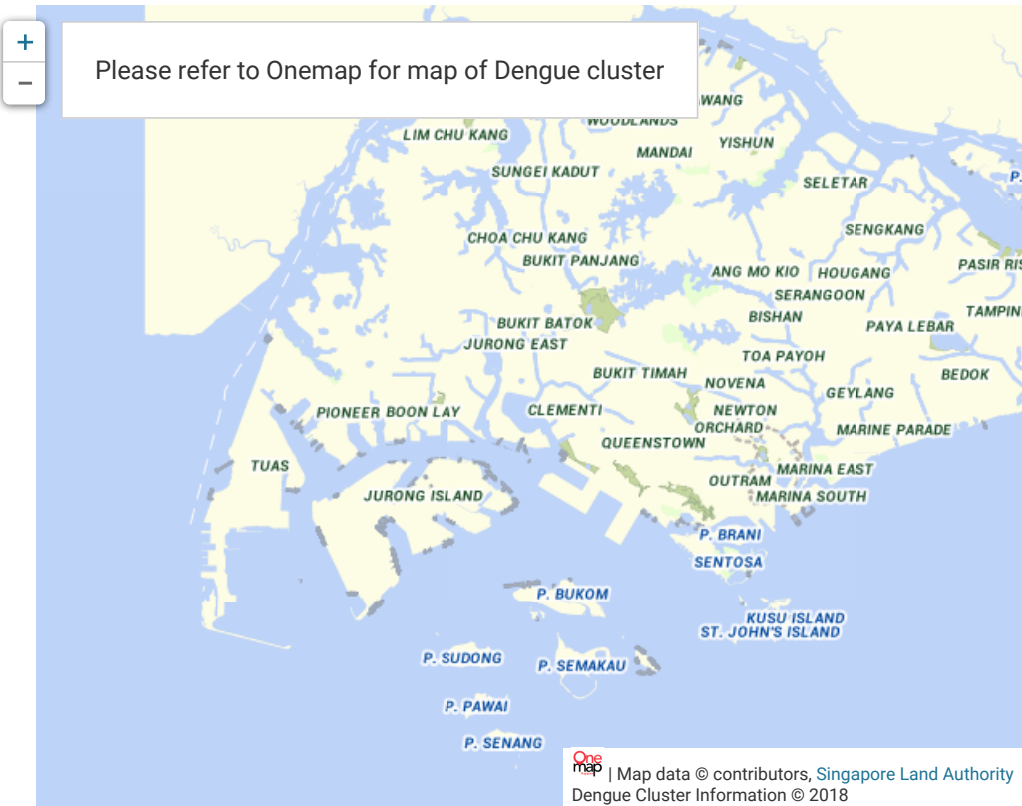 +
Please refer to Onemap for map of Dengue cluster
−
WANG
WOODLANDS
LIM CHU KANG
YISHUN
MANDAI
SUNGEI KADUT
P.
SELETAR
SENGKANG
CHOA CHU KANG
BUKIT PANJANG
PASIR RIS
ANG MO KIO
HOUGANG
SERANGOON
TAMPIN
BISHAN
BUKIT BATOK
PAYA LEBAR
JURONG EAST
TOA PAYOH
BUKIT TIMAH
BEDOK
NOVENA
GEYLANG
PIONEER
BOON LAY
CLEMENTI
NEWTON
ORCHARD
MARINE PARADE
QUEENSTOWN
TUAS
MARINA EAST
OUTRAM
JURONG ISLAND
MARINA SOUTH
P. BRANI
SENTOSA
P. BUKOM
KUSU ISLAND
ST. JOHN'S ISLAND
P. SUDONG
P. SEMAKAU
P. PAWAI
P. SENANG
One
map | Map data © contributors, Singapore Land Authority
Dengue Cluster Information © 2018